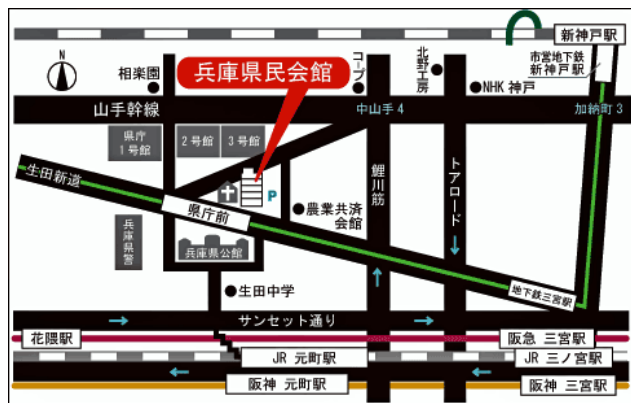 新神戸駅
N
相楽園
兵庫県民会館
コープ
北野工房
NHK 神戸
市営地下鉄
新神戸駅
山手幹線
中山手 4
加納町 3
県庁
1号館
2号館
3号館
生田新道
P
県庁前
農業共済
会館
鯉川筋
トアロード
兵庫県警
兵庫県公館
生田中学
地下鉄三宮駅
サンセット通り
花隈駅
阪急 三宮駅
JR 元町駅
JR 三ノ宮駅
阪神 元町駅
阪神 三宮駅